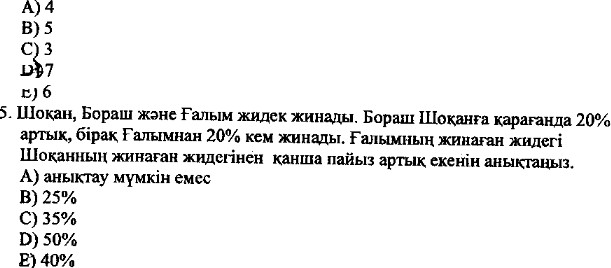 A) 4
B) 5
C) 3
D) 7
E) 6
5. Шоқан, Бораш және Ғалым жидек жинады. Бораш Шоқанға қарағанда 20%
артық, бірақ Ғалымнан 20% кем жинады. Ғалымның жинаған жидегі
Шоқанның жинаған жидегінен қанша пайыз артық екенін анықтаңыз.
A) анықтау мүмкін емес
B) 25%
C) 35%
D) 50%
E) 40%